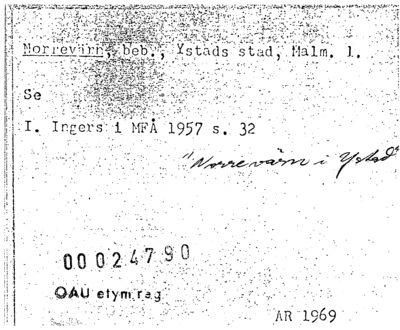 Norrevärn, beb., Ystads stad, Malm. l.
Se
I. Ingers i MFÅ 1957 s. 32
"Norrevärn i Ystad"
00024790
OAU etym.reg.
AR 1969